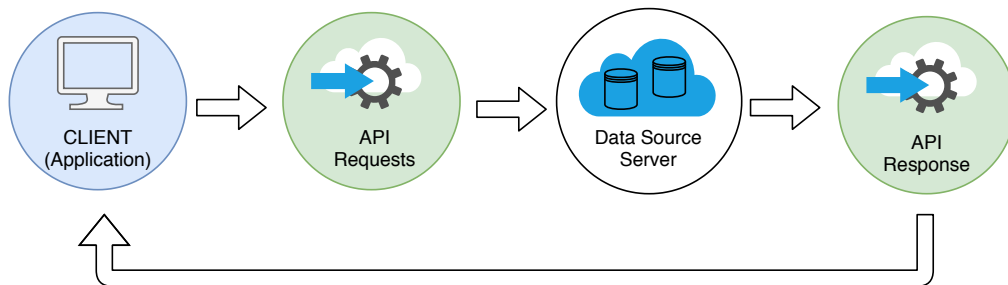 CLIENT
(Application)
API
Requests
Data Source
Server
API
Response